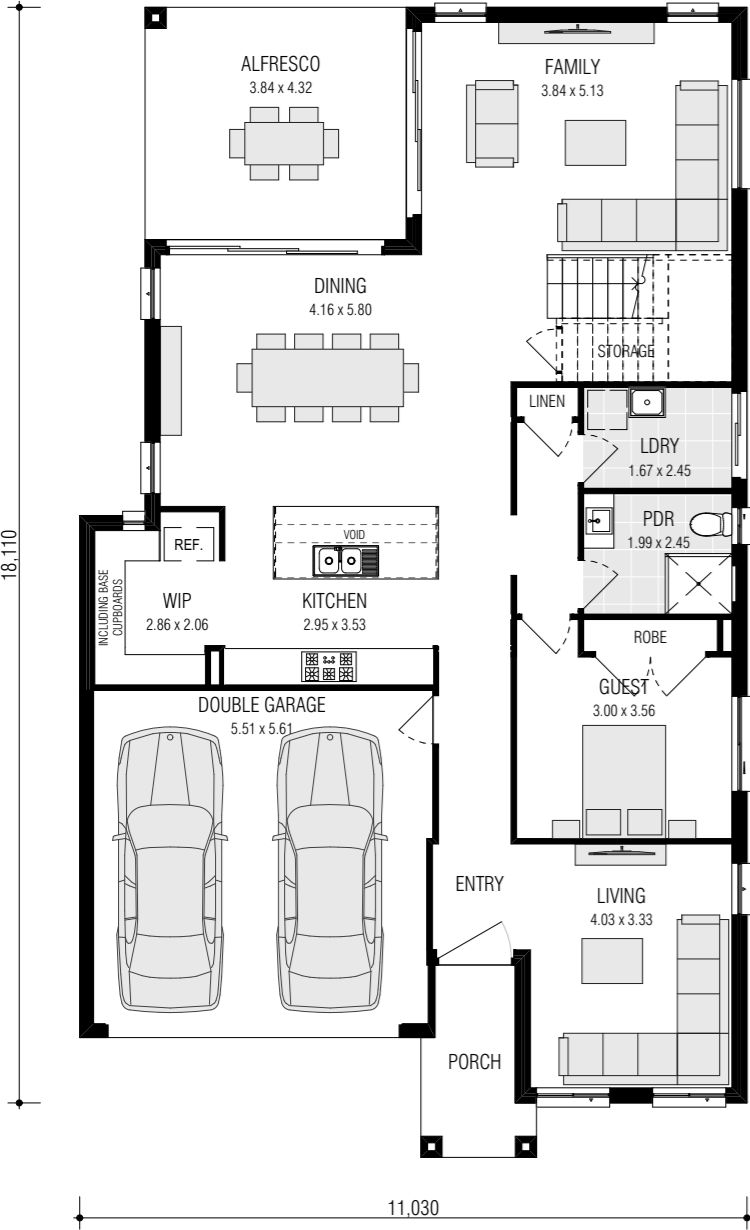 ALFRESCO
3.84 x 4.32
FAMILY
3.84 x 5.13
DINING
4.16 x 5.80
STORAGE
LINEN
LDRY
1.67 x 2.45
PDR
1.99 x 2.45
VOID
REF.
INCLUDING BASE
CUPBOARDS
WIP
2.86 x 2.06
KITCHEN
2.95 x 3.53
ROBE
GUEST
3.00 x 3.56
DOUBLE GARAGE
5.51 x 5.61
ENTRY
LIVING
4.03 x 3.33
PORCH
18,110
11,030